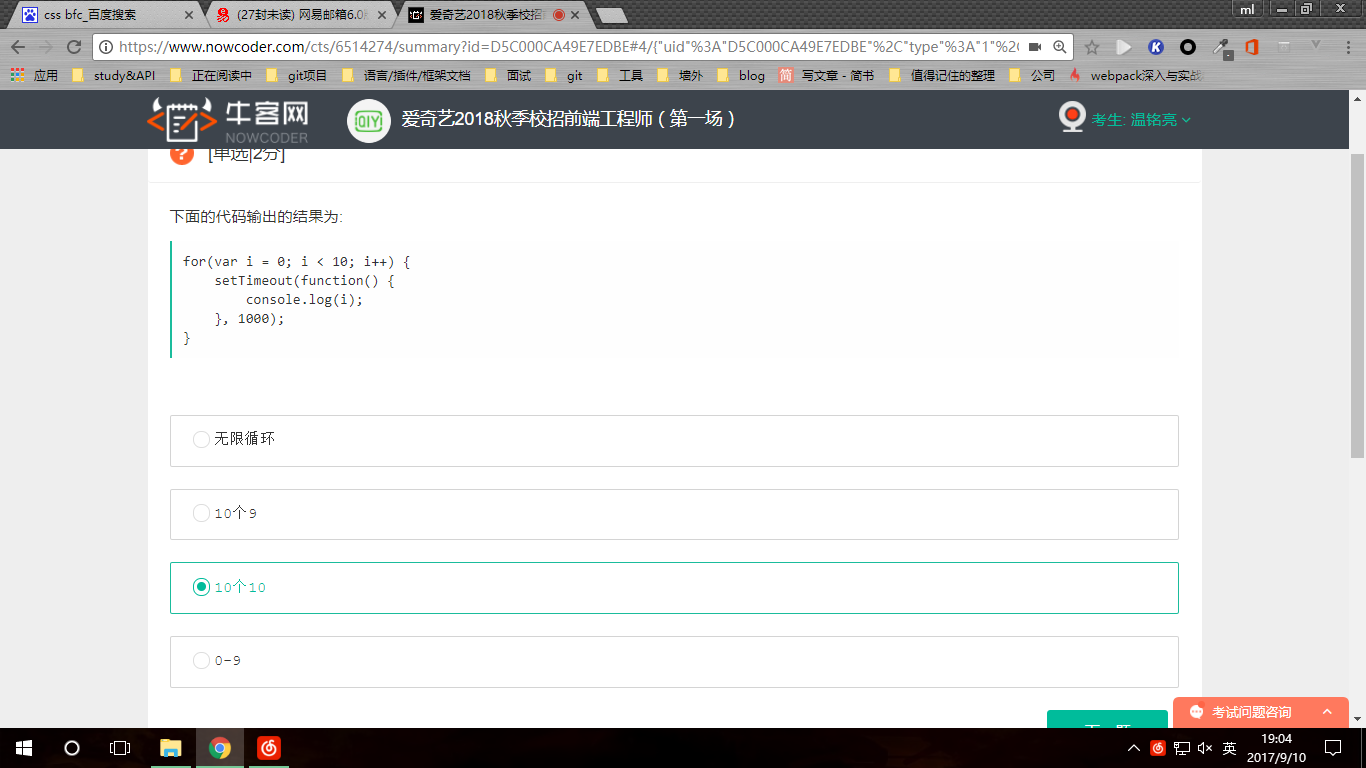 css bfc_百度搜索
(27封未读) 网易邮箱6.0
爱奇艺2018秋季校招
ml
https://www.nowcoder.com/cts/6514274/summary?id=D5C000CA49E7EDBE#4/{"uid"%3A"D5C000CA49E7EDBE"%2C"type"%3A"1"%2
应用 study&API 正在阅读中 git项目 语言/插件/框架文档 面试 git 工具 墙外 blog 简 写文章 - 简书 值得记住的整理 公司 webpack深入与实战
牛客网
NOWCODER
QIY
爱奇艺2018秋季校招前端工程师（第一场）
考生: 温铭亮
? [单选|2分]
下面的代码输出的结果为:
for(var i = 0; i < 10; i++) {
    setTimeout(function() {
        console.log(i);
    }, 1000);
}
无限循环
10个9
10个10
0-9
下一题
考试问题咨询
英
19:04
2017/9/10